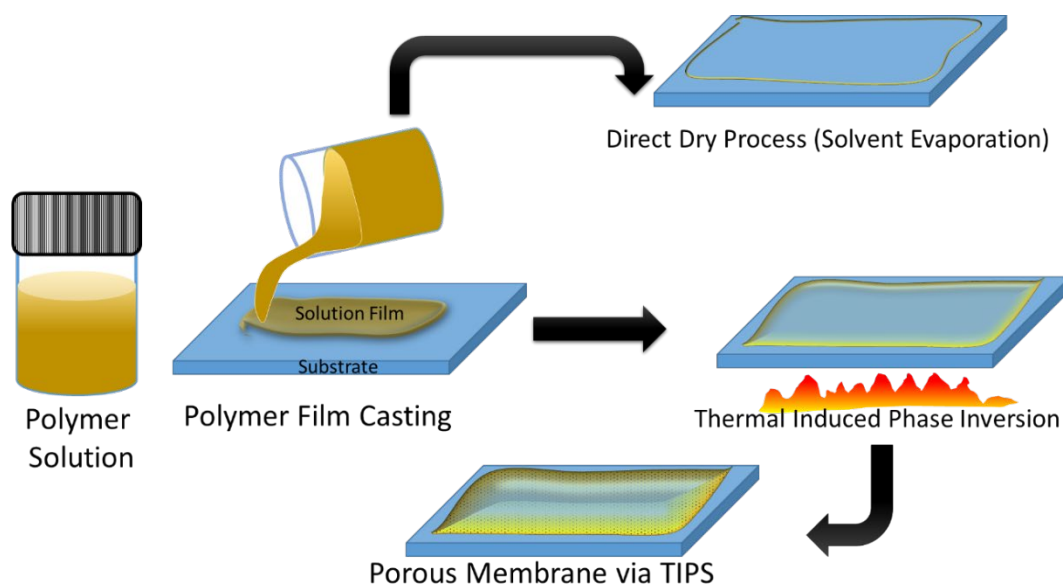 Direct Dry Process (Solvent Evaporation)
Solution Film
Substrate
Polymer
Solution
Polymer Film Casting
Thermal Induced Phase Inversion
Porous Membrane via TIPS